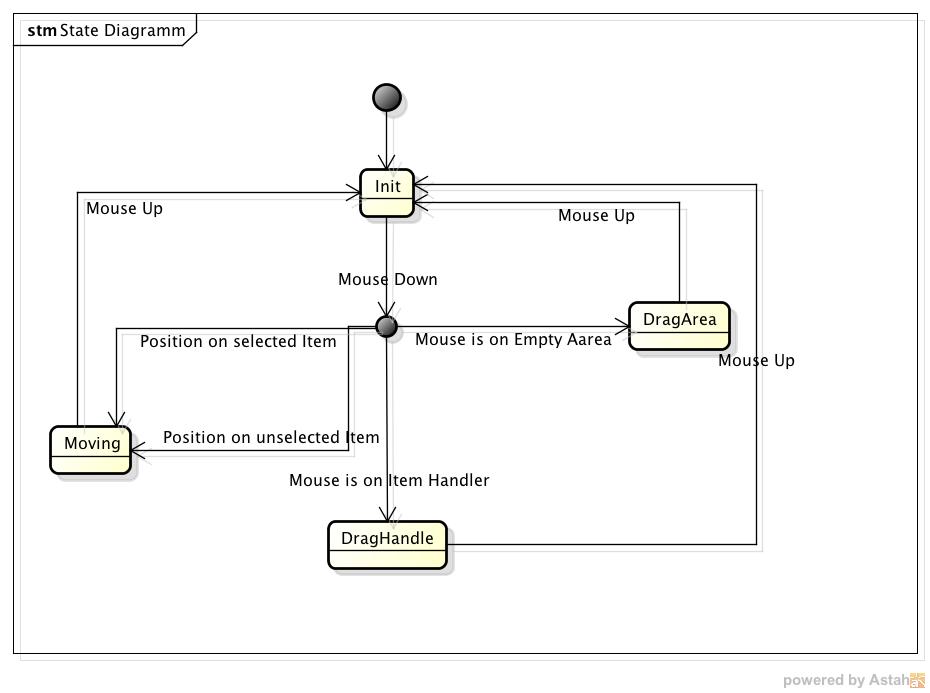 stm State Diagramm
Init
Mouse Up
Mouse Up
Mouse Down
DragArea
Position on selected Item
Mouse is on Empty Aarea
Mouse Up
Moving
Position on unselected Item
Mouse is on Item Handler
DragHandle
powered by Astah